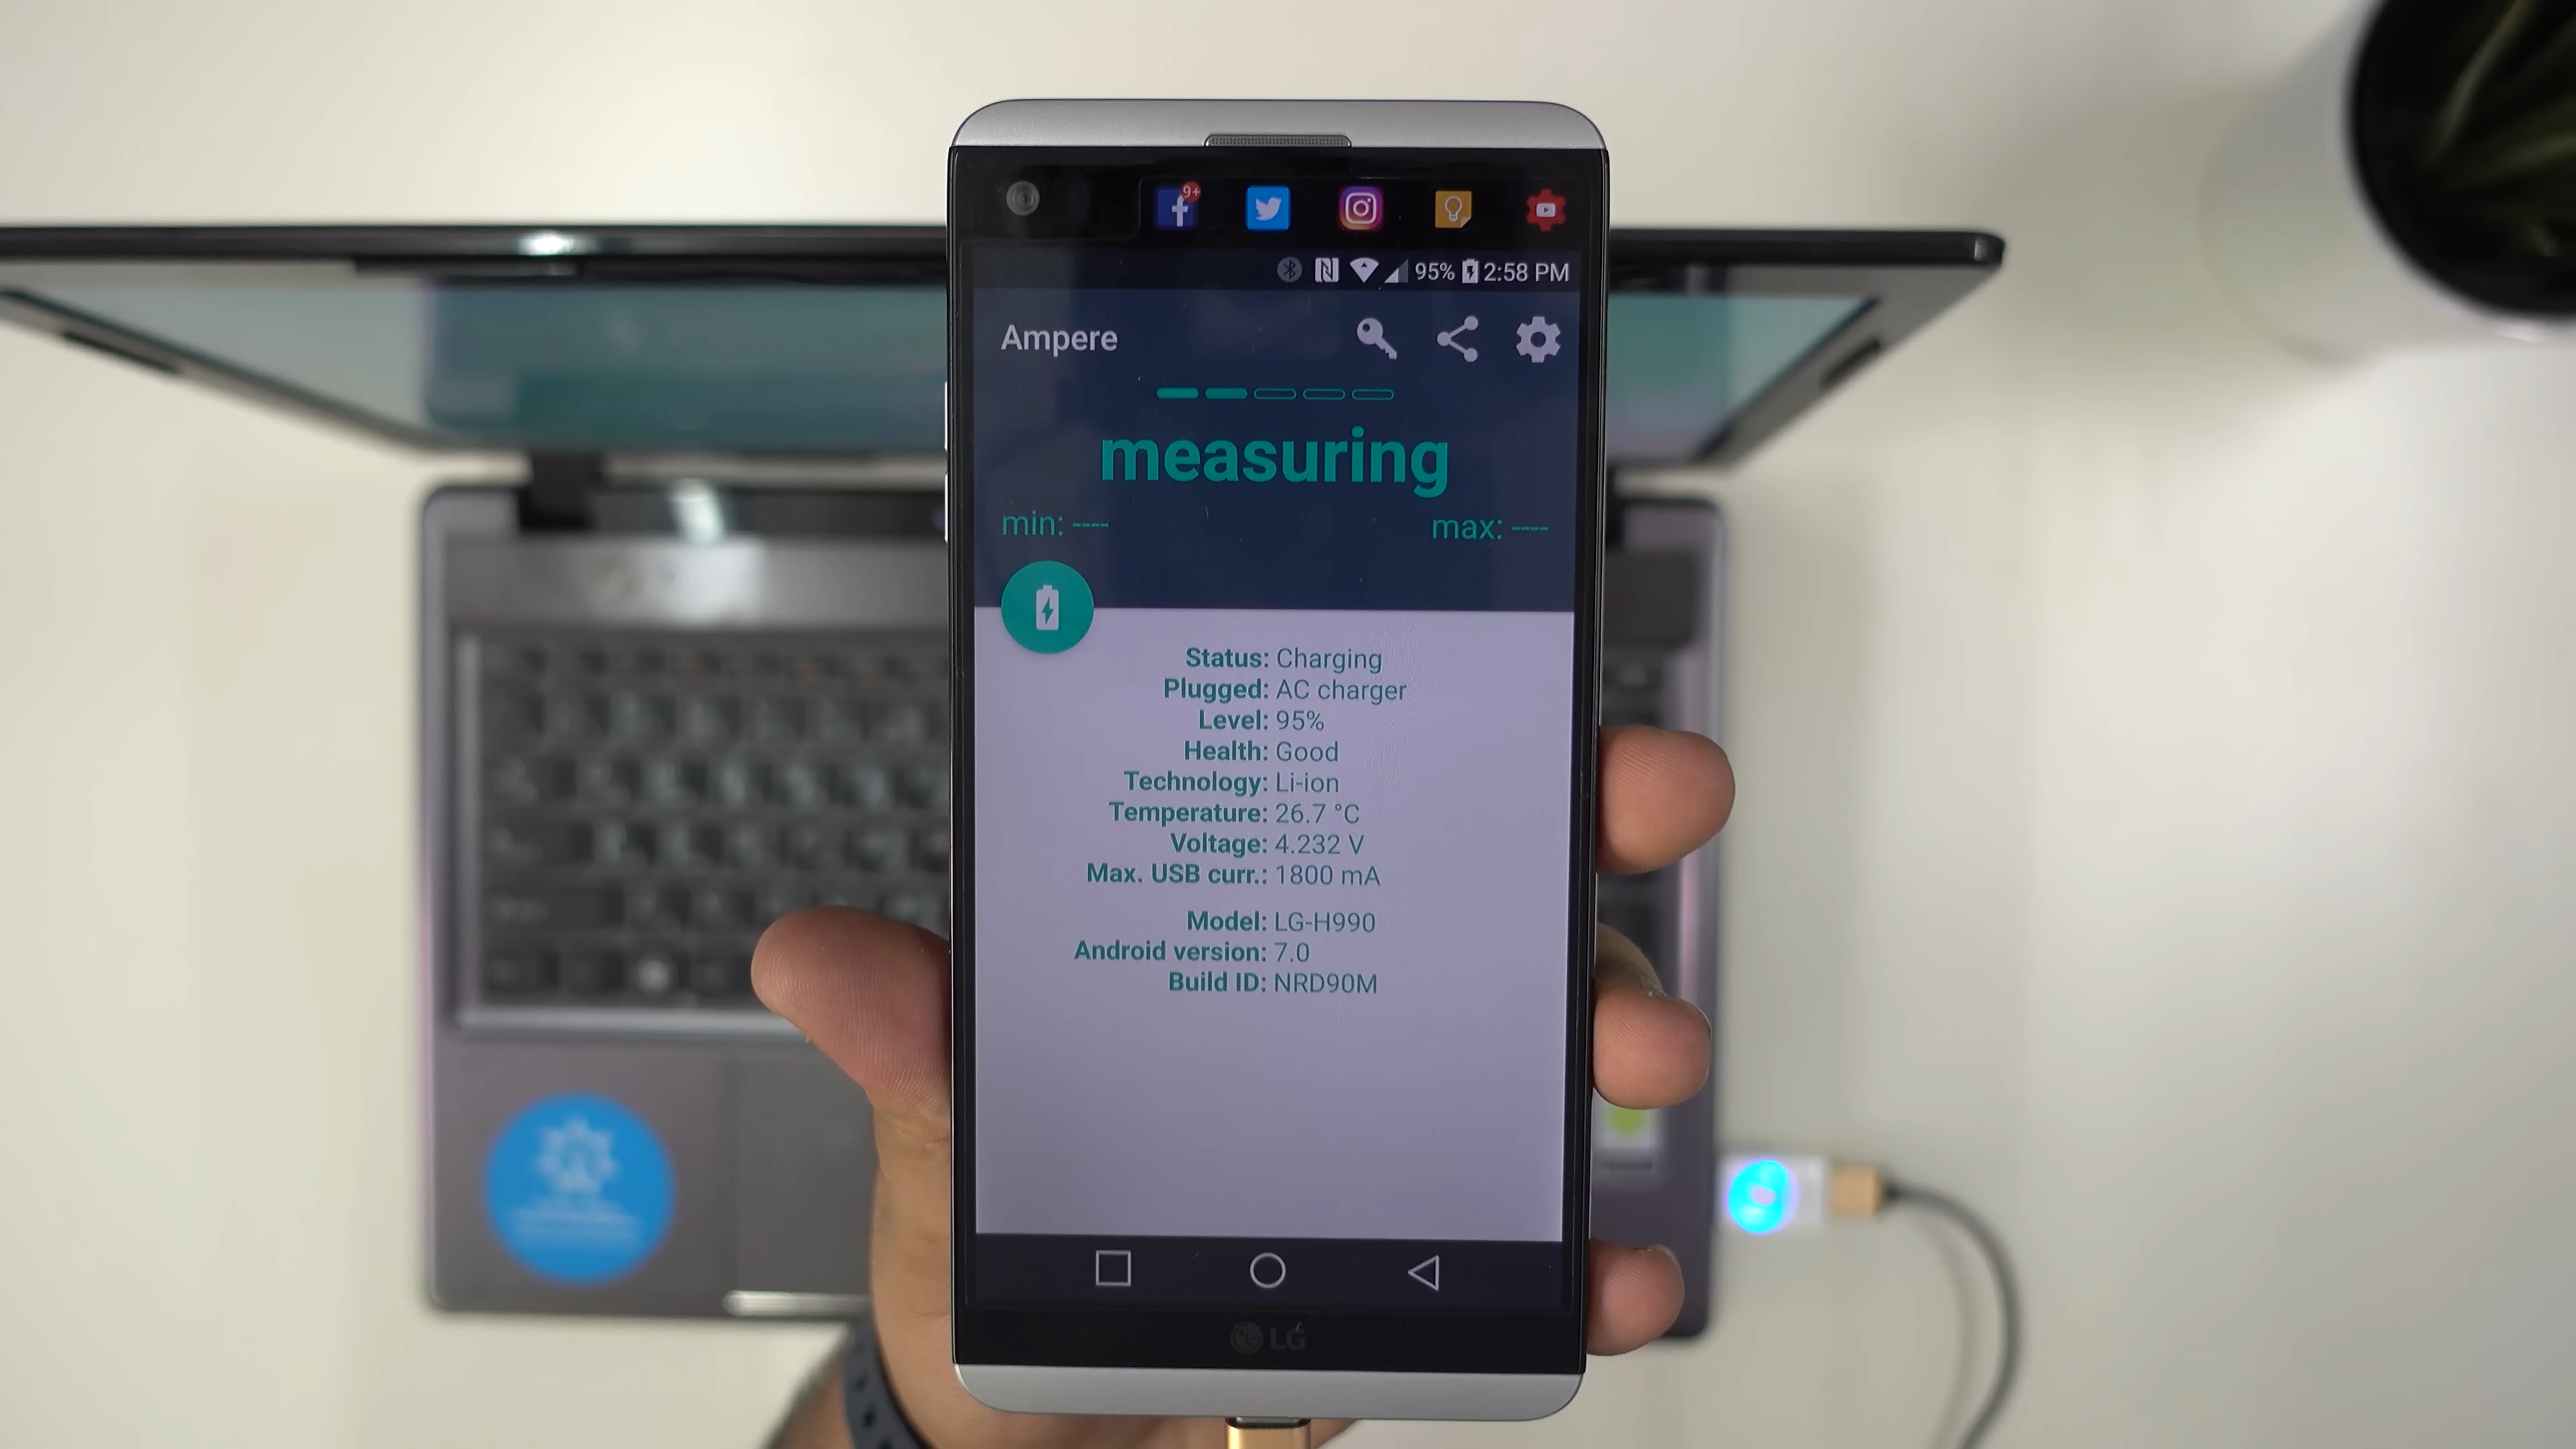 9+
95% 2:58 PM
Ampere
measuring
min: ----
max: ----
Status: Charging
Plugged: AC charger
Level: 95%
Health: Good
Technology: Li-ion
Temperature: 26.7 °C
Voltage: 4.232 V
Max. USB curr.: 1800 mA
Model: LG-H990
Android version: 7.0
Build ID: NRD90M
LG